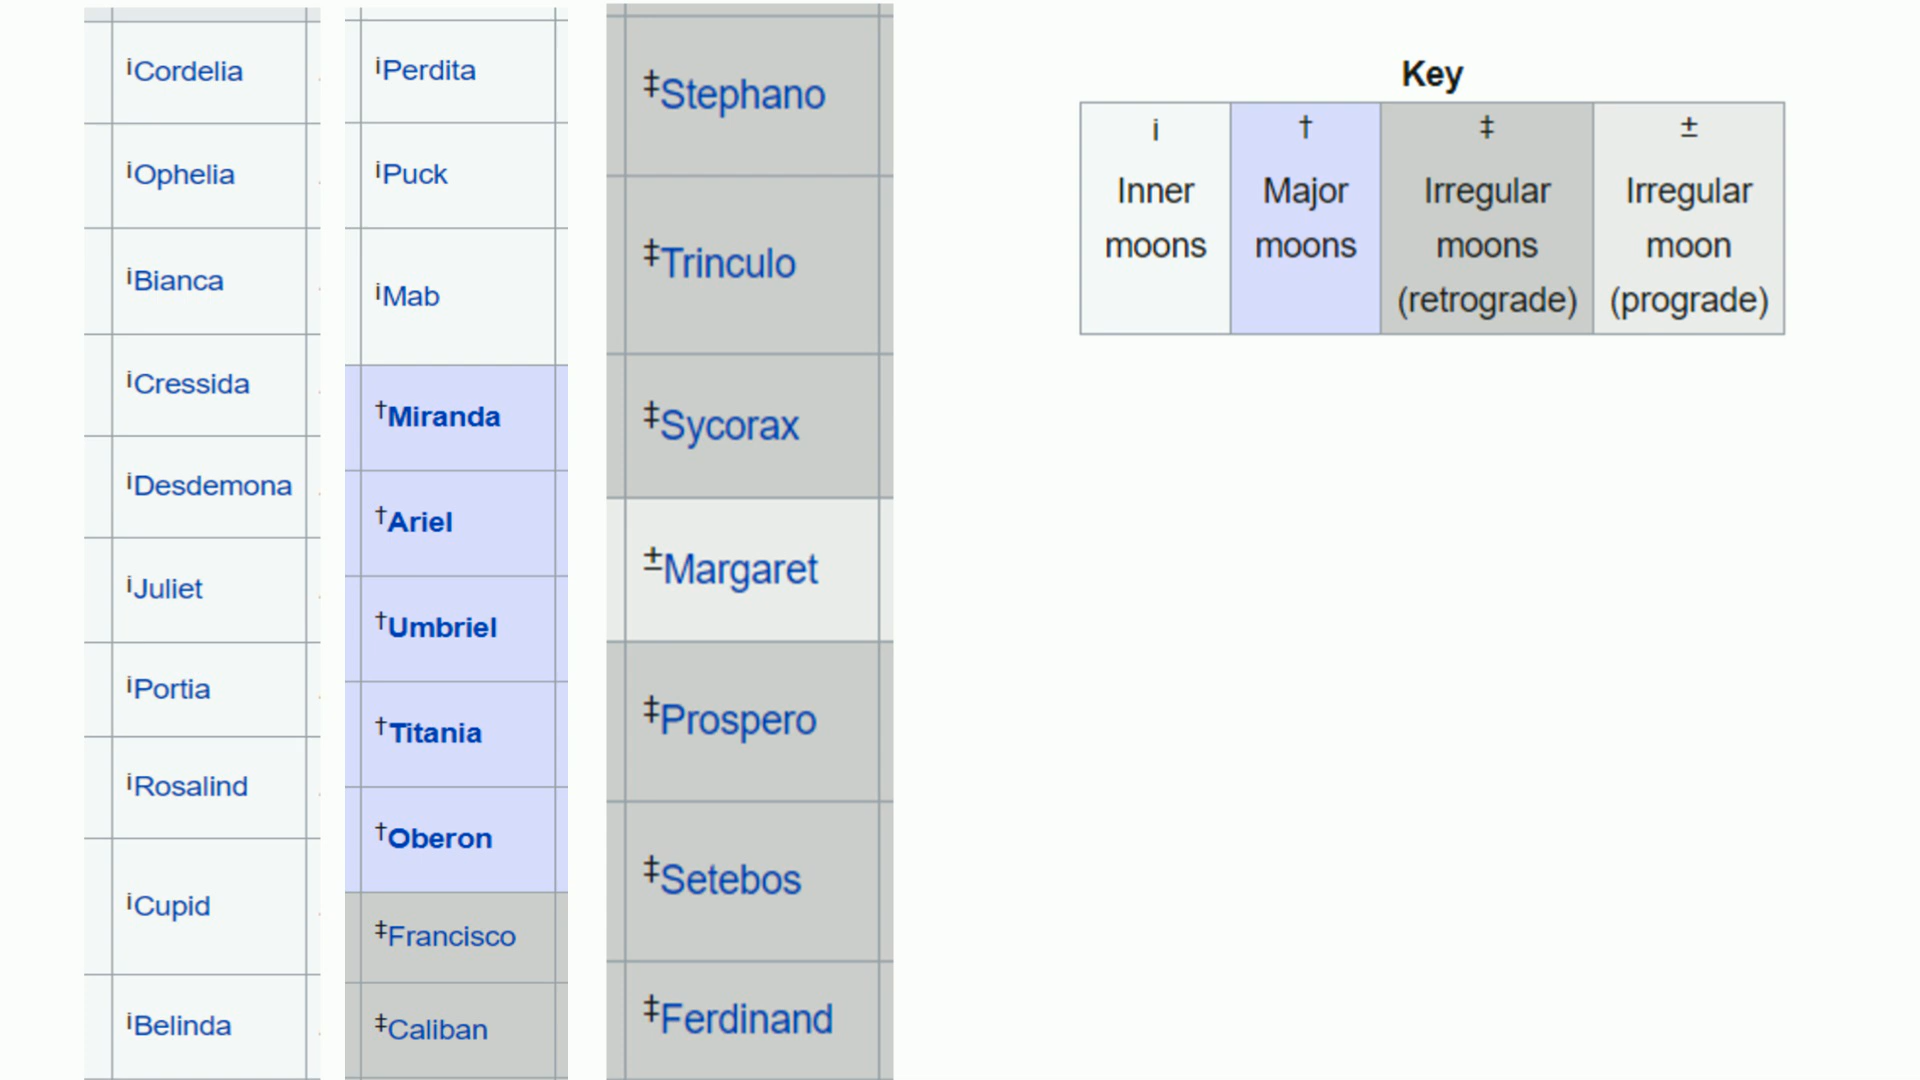 ⁱCordelia
ⁱOphelia
ⁱBianca
ⁱCressida
ⁱDesdemona
ⁱJuliet
ⁱPortia
ⁱRosalind
ⁱCupid
ⁱBelinda
ⁱPerdita
ⁱPuck
ⁱMab
†Miranda
†Ariel
†Umbriel
†Titania
†Oberon
‡Francisco
‡Caliban
‡Stephano
‡Trinculo
‡Sycorax
±Margaret
‡Prospero
‡Setebos
‡Ferdinand
Key
i
Inner
moons
†
Major
moons
‡
Irregular
moons
(retrograde)
±
Irregular
moon
(prograde)